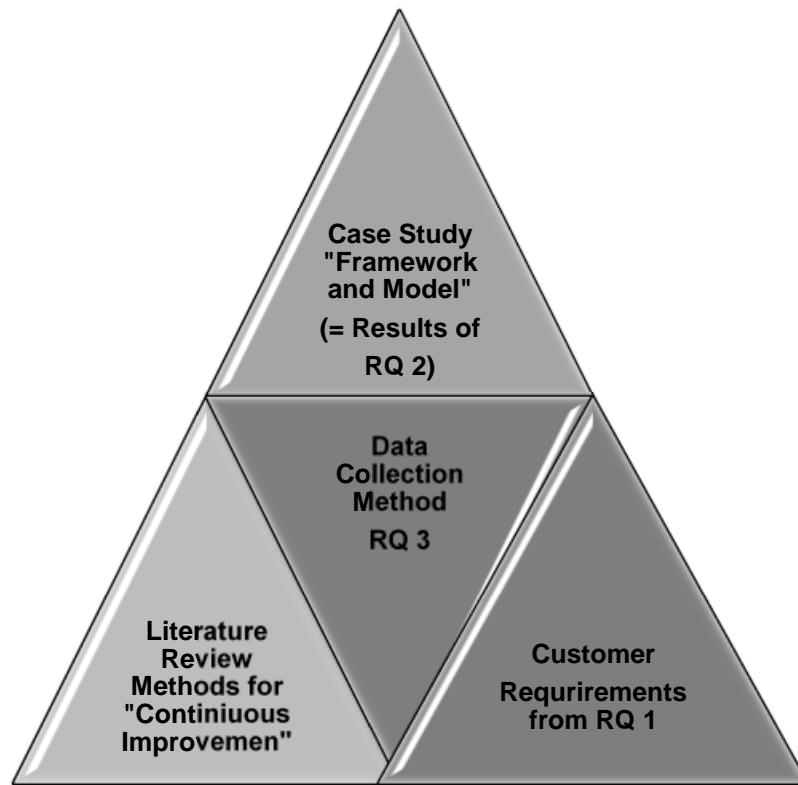 Case Study
"Framework
and Model"
(= Results of
RQ 2)
Data
Collection
Method
RQ 3
Literature
Review
Methods for
"Continiuous
Improvemen"
Customer
Requrirements
from RQ 1